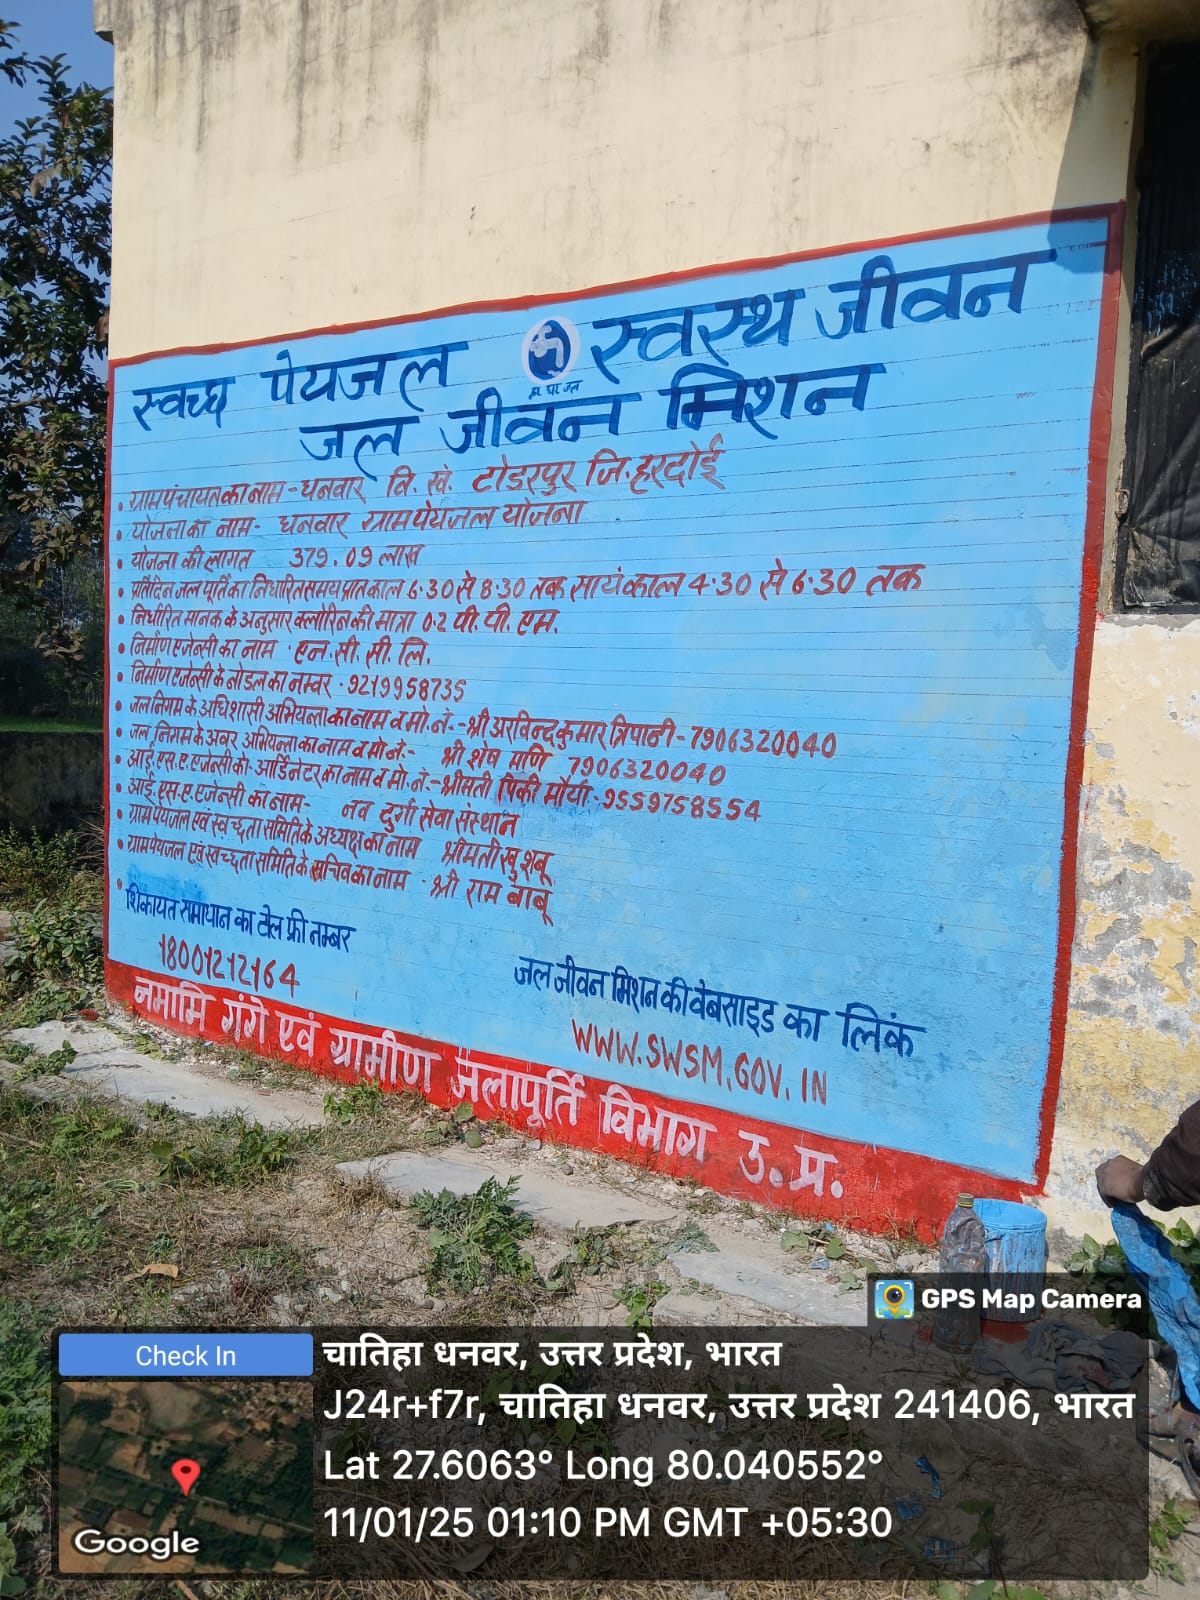 स्वच्छ पेयजल स्वस्थ जीवन
हर घर जल
जल जीवन मिशन
• ग्रामपंचायत का नाम - धनवार वि. खं. टोडरपुर जि. हरदोई
• योजना का नाम - धनवार ग्राम पेयजल योजना
• योजना की लागत 379.09 लाख
• प्रतिदिन जल पूर्ति का निर्धारित समय प्रातकाल 6.30 से 8.30 तक सायंकाल 4.30 से 6.30 तक
• निर्धारित मानक के अनुसार क्लोरिन की मात्रा 0.2 पी. पी. एम.
• निर्माण एजेन्सी का नाम - एन. सी. सी. लि.
• निर्माण एजेन्सी के नोडल का नम्बर - 9219958735
• जल निगम के अधिशासी अभियन्ता का नाम व मो. नं. - श्री अरविन्द कुमार त्रिपाठी - 7906320040
• जल निगम के अवर अभियन्ता का नाम व मो. नं. - श्री शेष मणि 7906320040
• आई. एस. ए. एजेन्सी को-आर्डिनेटर का नाम व मो. नं. - श्रीमती पिंकी मौर्या - 9559758554
• आई. एस. ए. एजेन्सी का नाम - नव दुर्गा सेवा संस्थान
• ग्राम पेयजल एवं स्वच्छता समिति के अध्यक्ष का नाम श्रीमती खुशबू
• ग्राम पेयजल एवं स्वच्छता समिति के सचिव का नाम - श्री राम बाबू
• शिकायत समाधान का टोल फ्री नम्बर
18001212164
जल जीवन मिशन की वेबसाइड का लिंक
WWW.SWSM.GOV.IN
नमामि गंगे एवं ग्रामीण जलापूर्ति विभाग उ. प्र.
GPS Map Camera
Check In
चातिहा धनवर, उत्तर प्रदेश, भारत
J24r+f7r, चातिहा धनवर, उत्तर प्रदेश 241406, भारत
Lat 27.6063° Long 80.040552°
11/01/25 01:10 PM GMT +05:30
Google